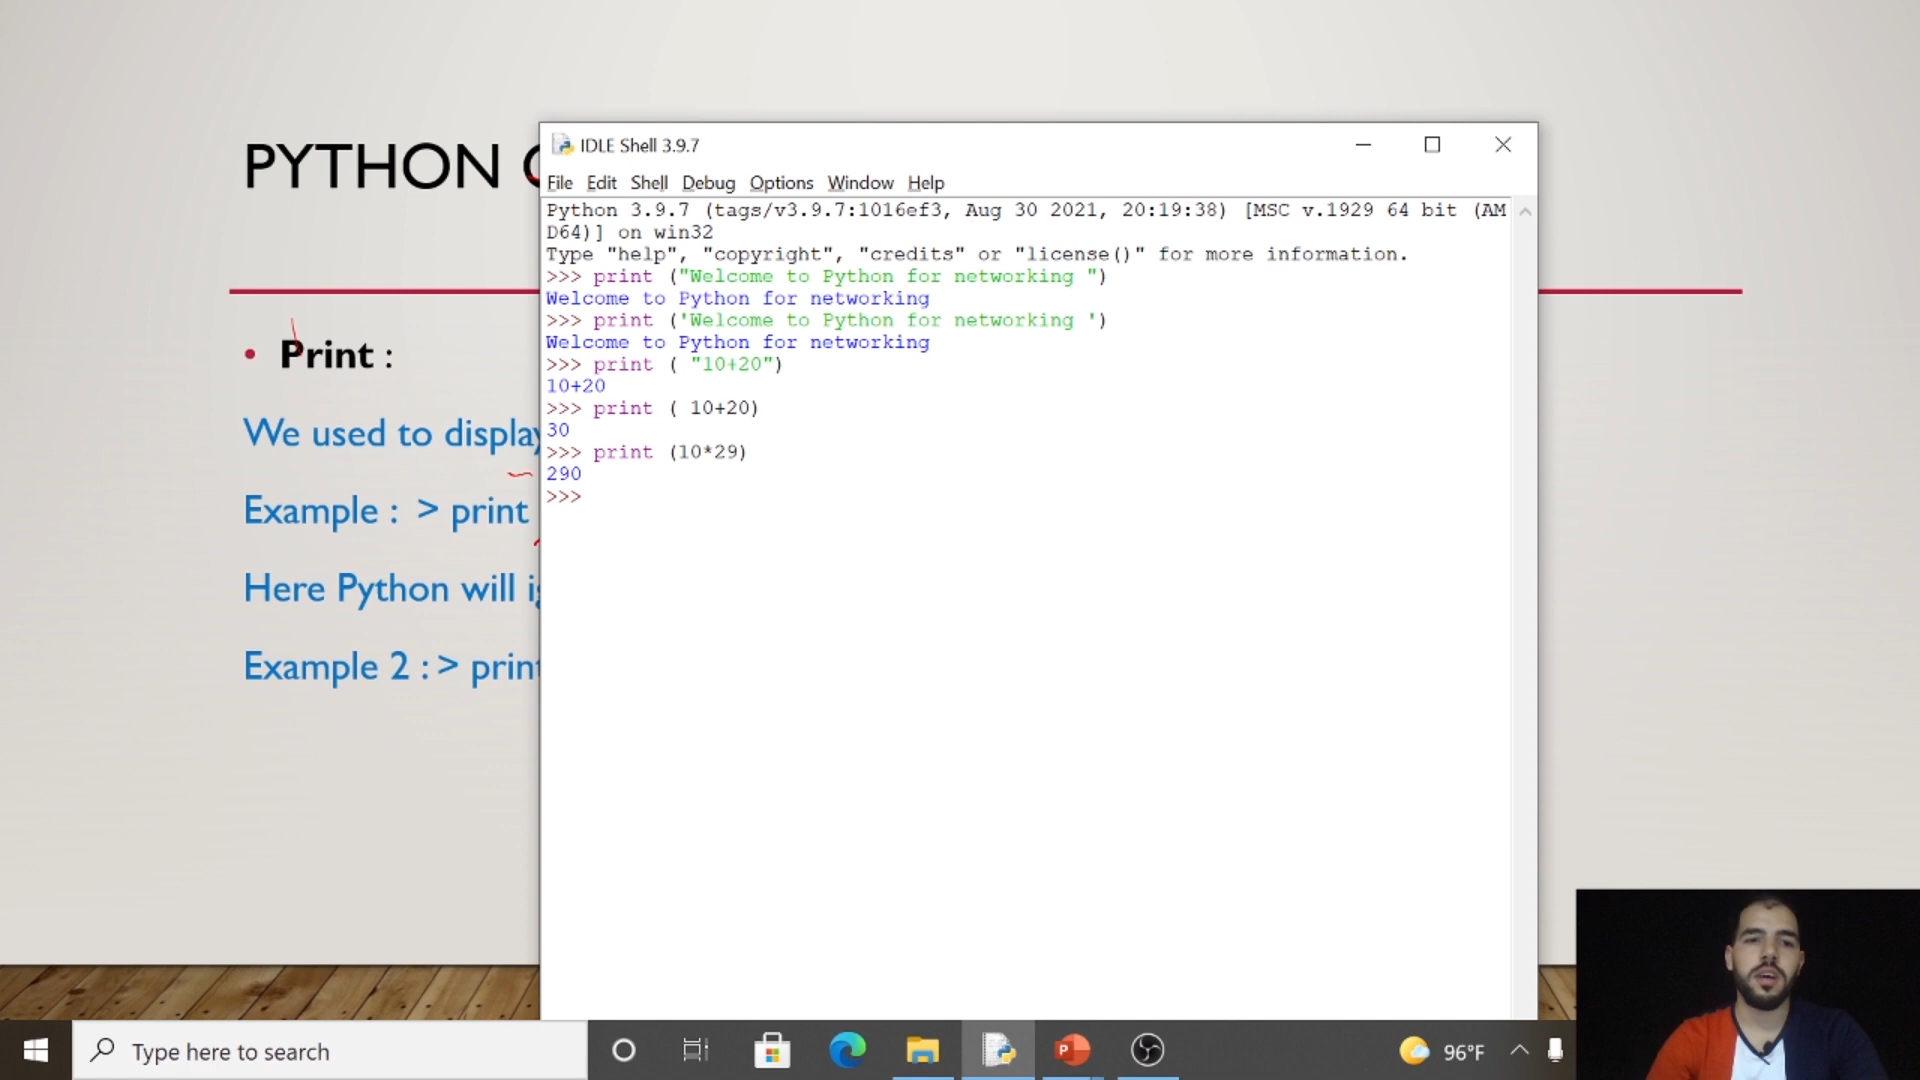 PYTHON
Print :
We used to display
Example : > print
Here Python will
Example 2 : > print
IDLE Shell 3.9.7
File Edit Shell Debug Options Window Help
Python 3.9.7 (tags/v3.9.7:1016ef3, Aug 30 2021, 20:19:38) [MSC v.1929 64 bit (AM
D64)] on win32
Type "help", "copyright", "credits" or "license()" for more information.
>>> print ("Welcome to Python for networking ")
Welcome to Python for networking
>>> print ('Welcome to Python for networking ')
Welcome to Python for networking
>>> print ( "10+20")
10+20
>>> print ( 10+20)
30
>>> print (10*29)
290
>>>
Type here to search
96°F